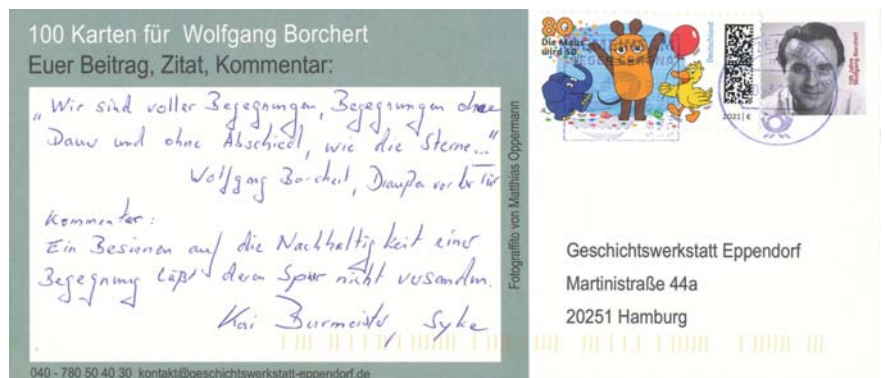 100 Karten für Wolfgang Borchert
Euer Beitrag, Zitat, Kommentar:
„Wir sind voller Begegnungen, Begegnungen ohne
Dauer und ohne Abschied, wie die Sterne..."
Wolfgang Borchert, Draußen vor der Tür
Kommentar:
Ein Besinnen auf die Nachhaltigkeit einer
Begegnung läßt deren Spur nicht versanden.
Kai Burmeister, Syke
040 - 780 50 40 30 kontakt@geschichtswerkstatt-eppendorf.de
Fotograffito von Matthias Oppermann
80
Die Maus
wird 50
Deutschland
2021 | €
100 Jahre
Wolfgang Borchert
Geschichtswerkstatt Eppendorf
Martinistraße 44a
20251 Hamburg